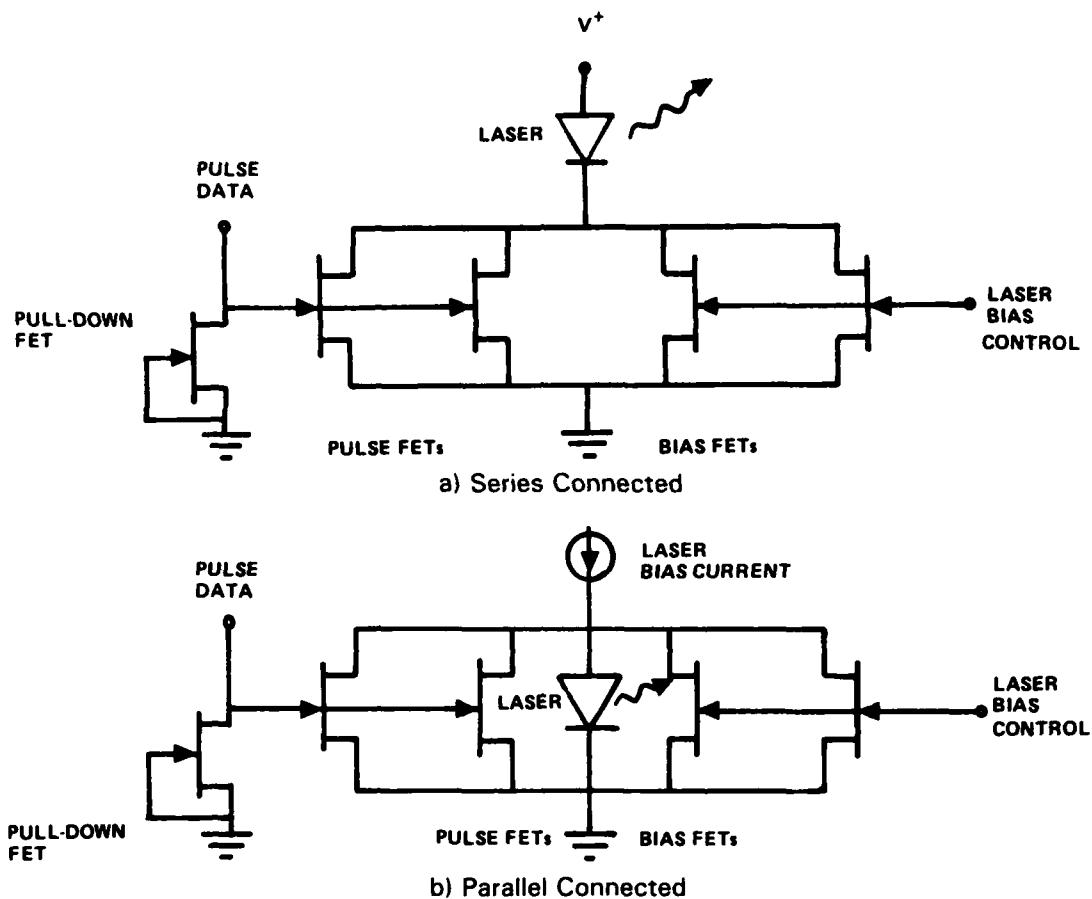 V+
LASER
PULSE
DATA
PULL-DOWN
FET
LASER
BIAS
CONTROL
PULSE FETs
BIAS FETs
a) Series Connected
LASER
BIAS CURRENT
PULSE
DATA
LASER
LASER
BIAS
CONTROL
PULL-DOWN
FET
PULSE FETs
BIAS FETs
b) Parallel Connected